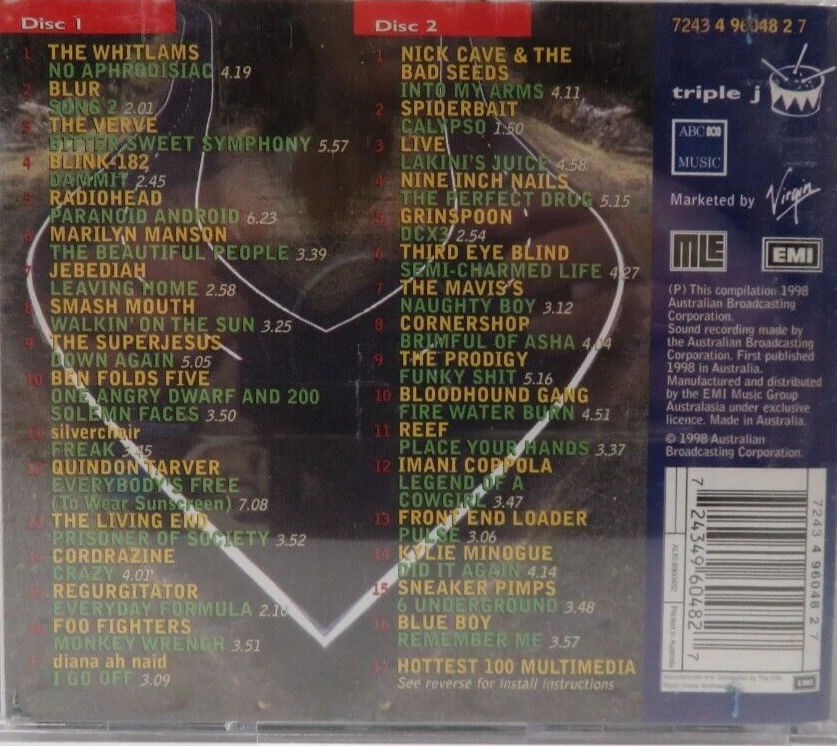 Disc 1
1 THE WHITLAMS
NO APHRODISIAC 4.19
2 BLUR
SONG 2 2.01
3 THE VERVE
BITTER SWEET SYMPHONY 5.57
4 BLINK-182
DAMMIT 2.45
5 RADIOHEAD
PARANOID ANDROID 6.23
6 MARILYN MANSON
THE BEAUTIFUL PEOPLE 3.39
7 JEBEDIAH
LEAVING HOME 2.58
8 SMASH MOUTH
WALKIN' ON THE SUN 3.25
9 THE SUPERJESUS
DOWN AGAIN 5.05
10 BEN FOLDS FIVE
ONE ANGRY DWARF AND 200
SOLEMN FACES 3.50
11 silverchair
FREAK 3.45
12 QUINDON TARVER
EVERYBODY'S FREE
(To Wear Sunscreen) 7.08
13 THE LIVING END
PRISONER OF SOCIETY 3.52
14 CORDRAZINE
CRAZY 4.01
15 REGURGITATOR
EVERYDAY FORMULA
16 FOO FIGHTERS
MONKEY WRENCH 3.51
17 diana ah naid
I GO OFF 3.09
Disc 2
1 NICK CAVE & THE
BAD SEEDS
INTO MY ARMS 4.11
2 SPIDERBAIT
CALYPSO 1.50
3 LIVE
LAKINI'S JUICE 4.58
4 NINE INCH NAILS
THE PERFECT DRUG 5.15
5 GRINSPOON
DCX3 2.54
6 THIRD EYE BLIND
SEMI-CHARMED LIFE 4.27
7 THE MAVIS'S
NAUGHTY BOY 3.12
8 CORNERSHOP
BRIMFUL OF ASHA 4.04
9 THE PRODIGY
FUNKY SHIT 5.16
10 BLOODHOUND GANG
FIRE WATER BURN 4.51
11 REEF
PLACE YOUR HANDS 3.37
12 IMANI COPPOLA
LEGEND OF A
COWGIRL 3.47
13 FRONT END LOADER
PULSE 3.06
14 KYLIE MINOGUE
DID IT AGAIN 4.14
15 SNEAKER PIMPS
6 UNDERGROUND 3.48
16 BLUE BOY
REMEMBER ME 3.57
17 HOTTEST 100 MULTIMEDIA
See reverse for install instructions
7243 4 96048 2 7
triple j
ABC
MUSIC
Marketed by Virgin
EMI
(P) This compilation 1998
Australian Broadcasting
Corporation.
Sound recording made by
the Australian Broadcasting
Corporation. First published
1998 in Australia.
Manufactured and distributed
by the EMI Music Group
Australasia under exclusive
licence. Made in Australia.
© 1998 Australian
Broadcasting Corporation.
7 24349 60482 7
7243 4 96048 2 7
Printed in Australia
EMI